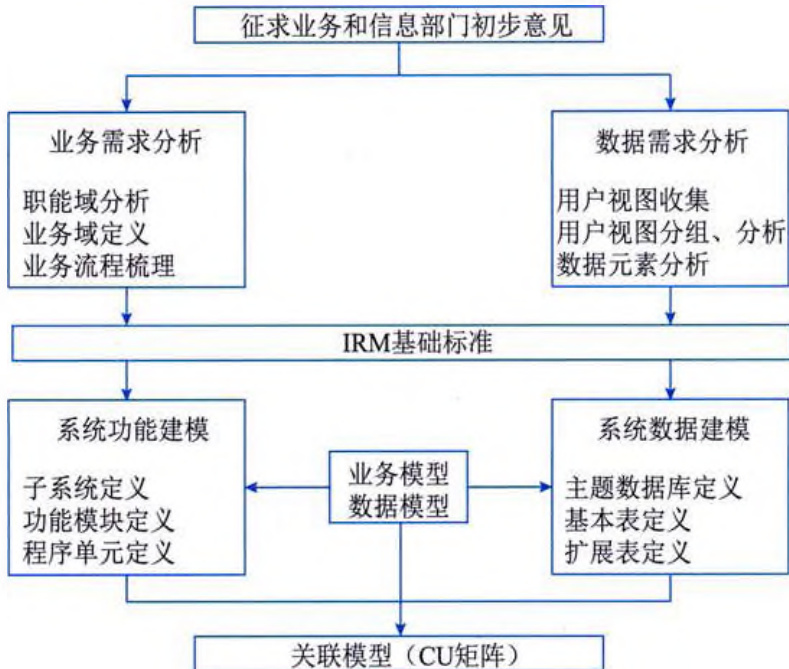 征求业务和信息部门初步意见
业务需求分析
职能域分析
业务域定义
业务流程梳理
数据需求分析
用户视图收集
用户视图分组、分析
数据元素分析
IRM基础标准
系统功能建模
子系统定义
功能模块定义
程序单元定义
业务模型
数据模型
系统数据建模
主题数据库定义
基本表定义
扩展表定义
关联模型（CU矩阵）